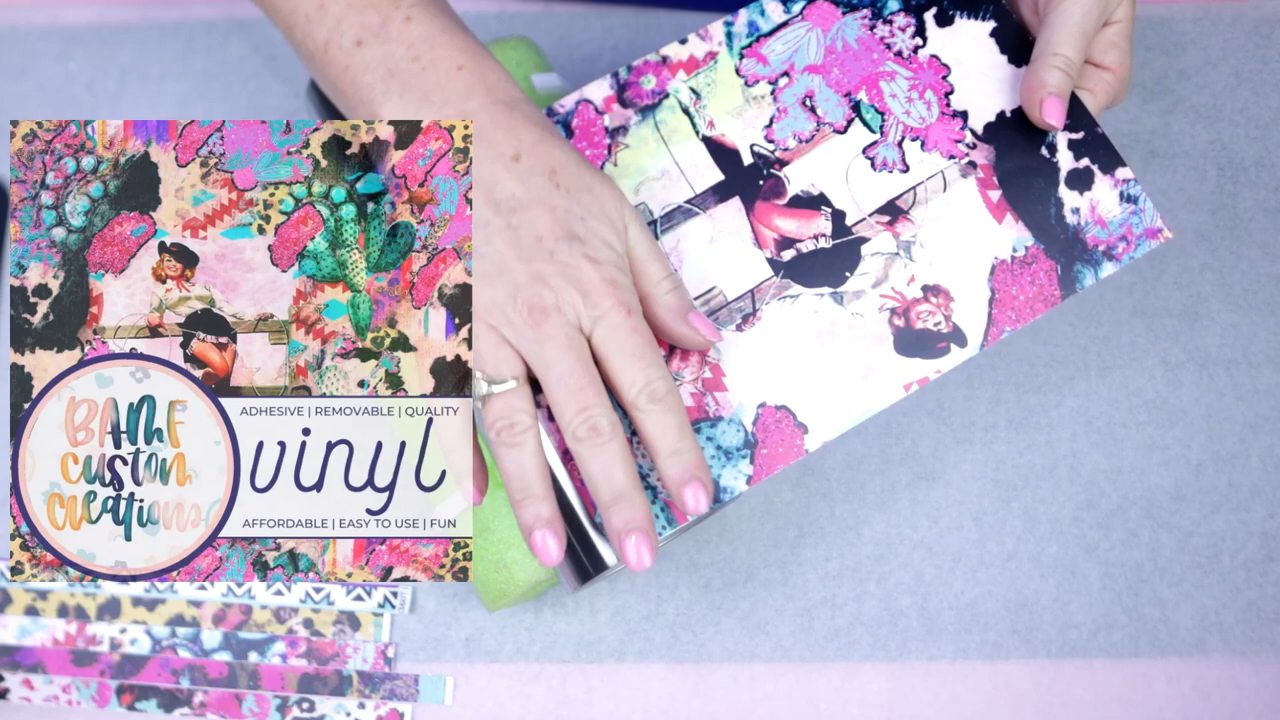 BAMF
custom
creations
ADHESIVE | REMOVABLE | QUALITY
vinyl
AFFORDABLE | EASY TO USE | FUN